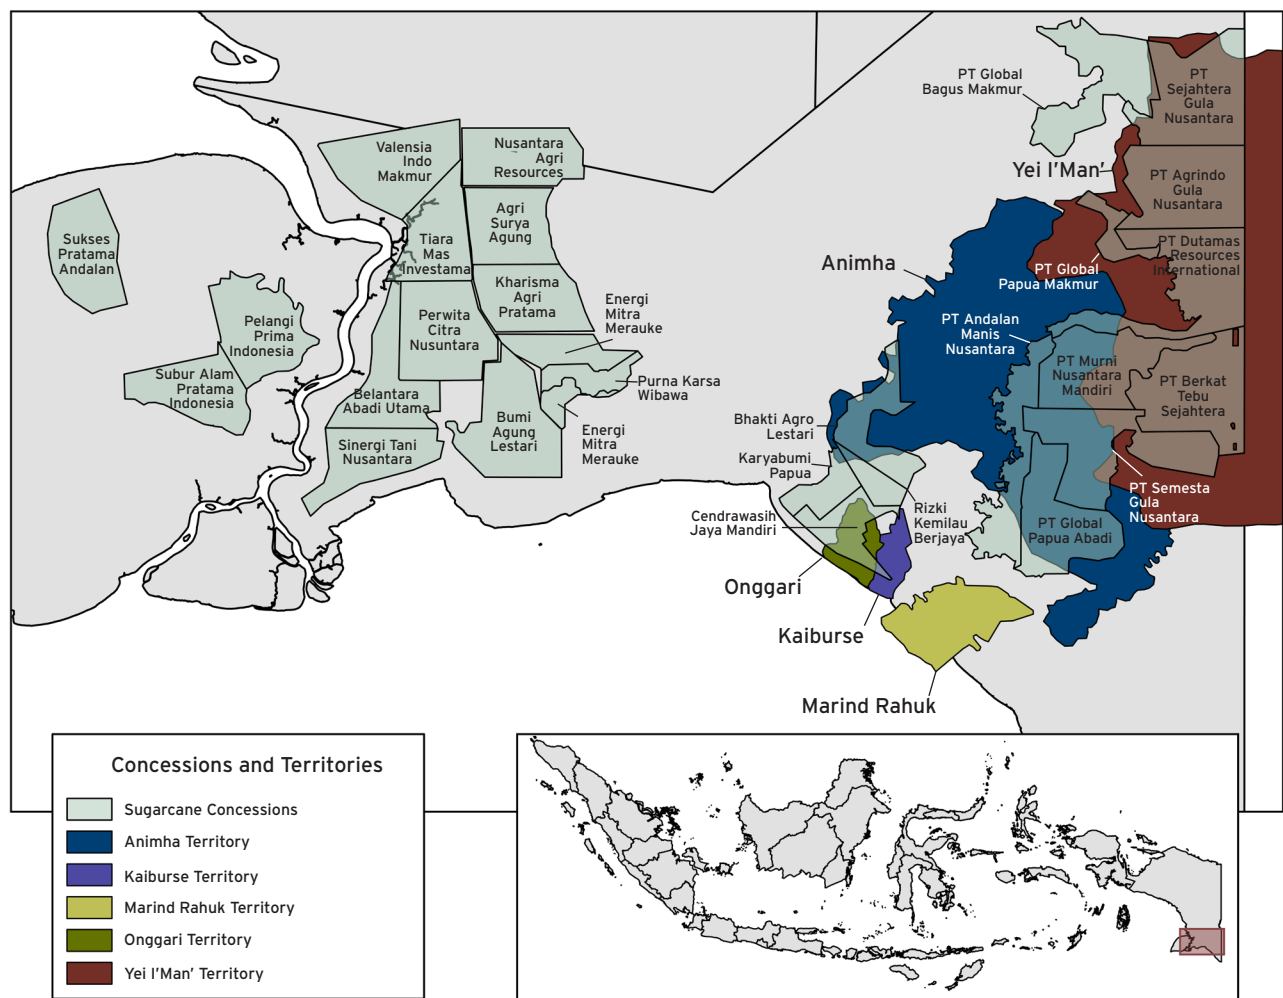 PT Global
Bagus Makmur
PT
Sejahtera
Gula
Nusantara
Valensia
Indo
Makmur
Nusantara
Agri
Resources
Yei I'Man'
PT Agrindo
Gula
Nusantara
Sukses
Pratama
Andalan
Agri
Surya
Agung
Tiara
Mas
Investama
Animha
PT Dutamas
Resources
International
PT Global
Papua Makmur
Kharisma
Agri
Pratama
Energi
Mitra
Merauke
Pelangi
Prima
Indonesia
Perwita
Citra
Nusuntara
PT Andalan
Manis
Nusantara
PT Murni
Nusantara
Mandiri
PT Berkat
Tebu
Sejahtera
Subur Alam
Pratama
Indonesia
Purna Karsa
Wibawa
Belantara
Abadi Utama
Bumi
Agung
Lestari
Energi
Mitra
Merauke
Bhakti Agro
Lestari
Sinergi Tani
Nusantara
Karyabumi
Papua
PT Semesta
Gula
Nusantara
Cendrawasih
Jaya Mandiri
Rizki
Kemilau
Berjaya
PT Global
Papua Abadi
Onggari
Kaiburse
Marind Rahuk
Concessions and Territories
Sugarcane Concessions
Animha Territory
Kaiburse Territory
Marind Rahuk Territory
Onggari Territory
Yei I'Man' Territory